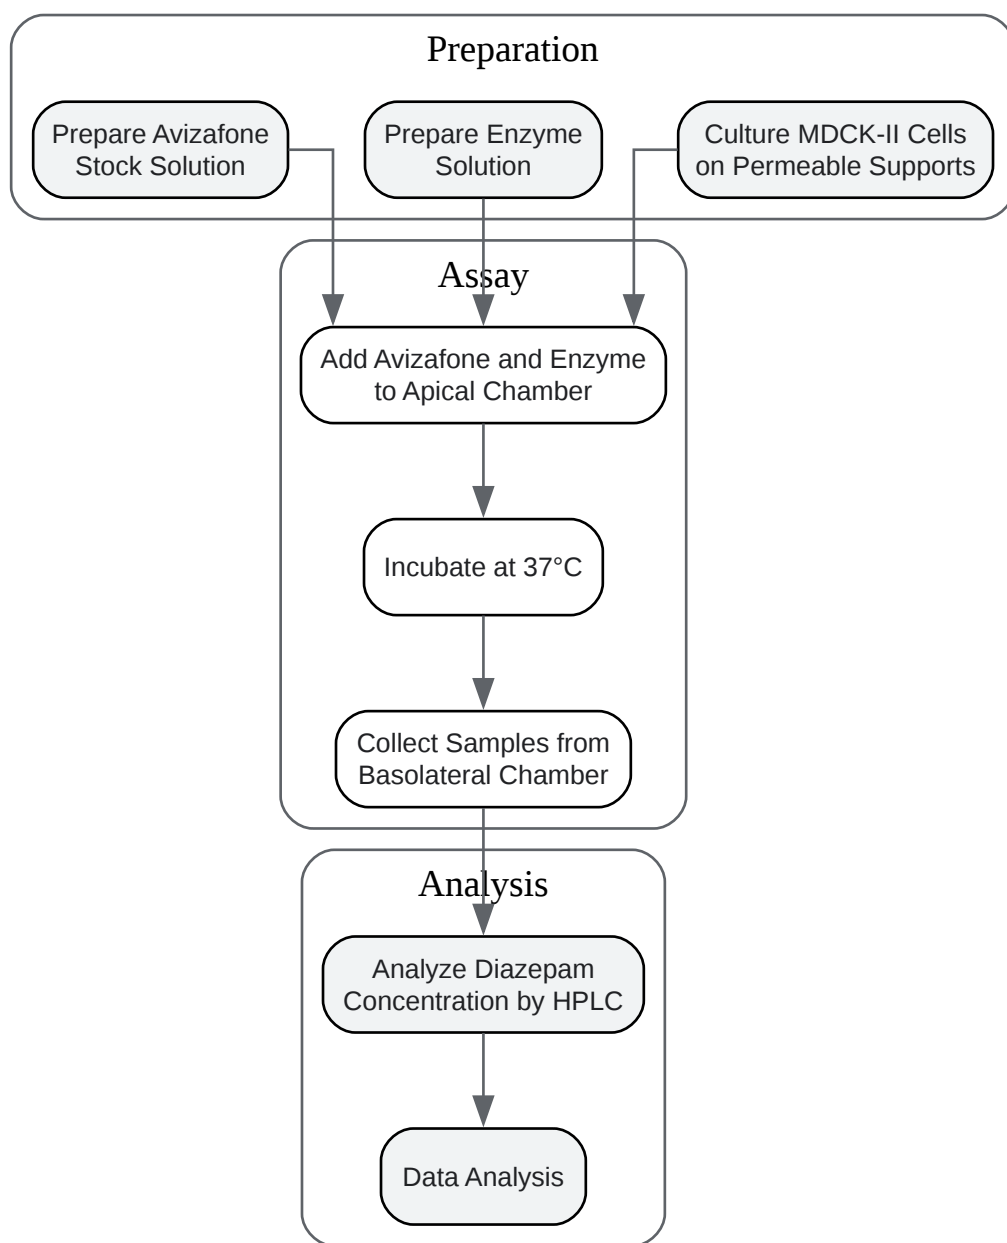 Preparation
Prepare Avizafone
Stock Solution
Prepare Enzyme
Solution
Culture MDCK-II Cells
on Permeable Supports
Assay
Add Avizafone and Enzyme
to Apical Chamber
Incubate at 37°C
Collect Samples from
Basolateral Chamber
Analysis
Analyze Diazepam
Concentration by HPLC
Data Analysis